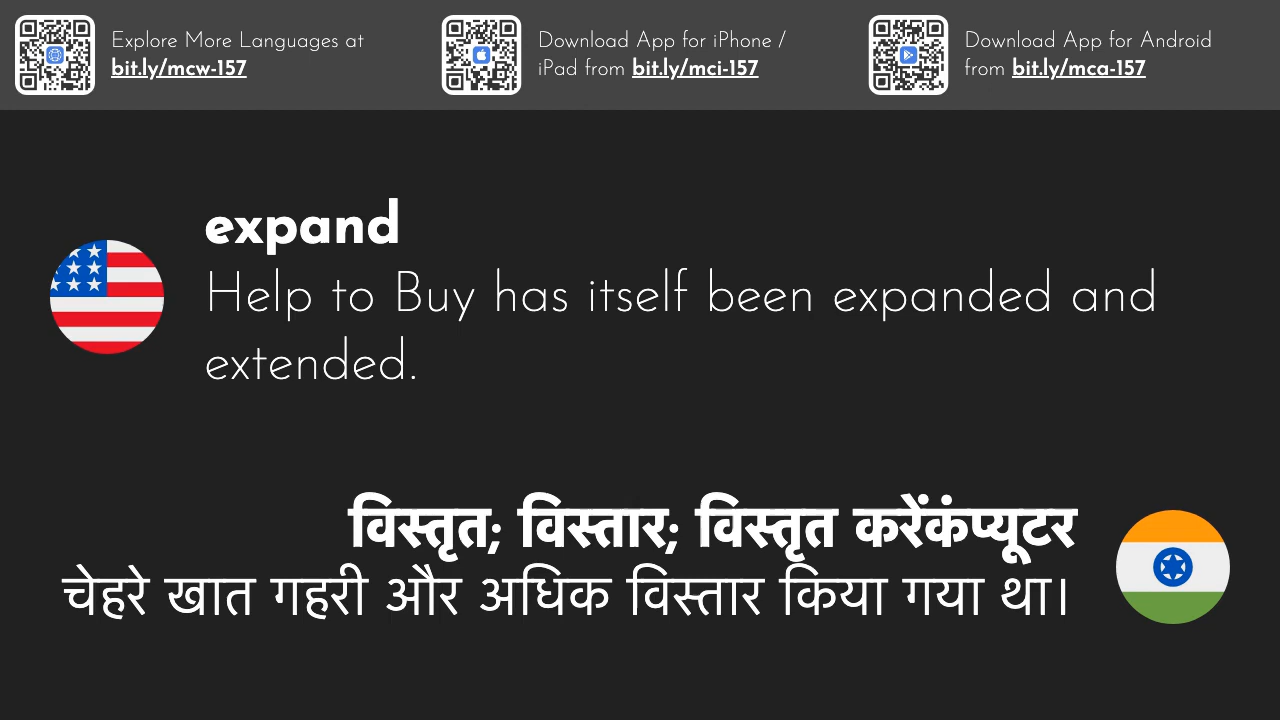 Explore More Languages at
bit.ly/mcw-157
Download App for iPhone /
iPad from bit.ly/mci-157
Download App for Android
from bit.ly/mca-157
expand
Help to Buy has itself been expanded and
extended.
विस्तृत; विस्तार; विस्तृत करेंकंप्यूटर
चेहरे खात गहरी और अधिक विस्तार किया गया था।